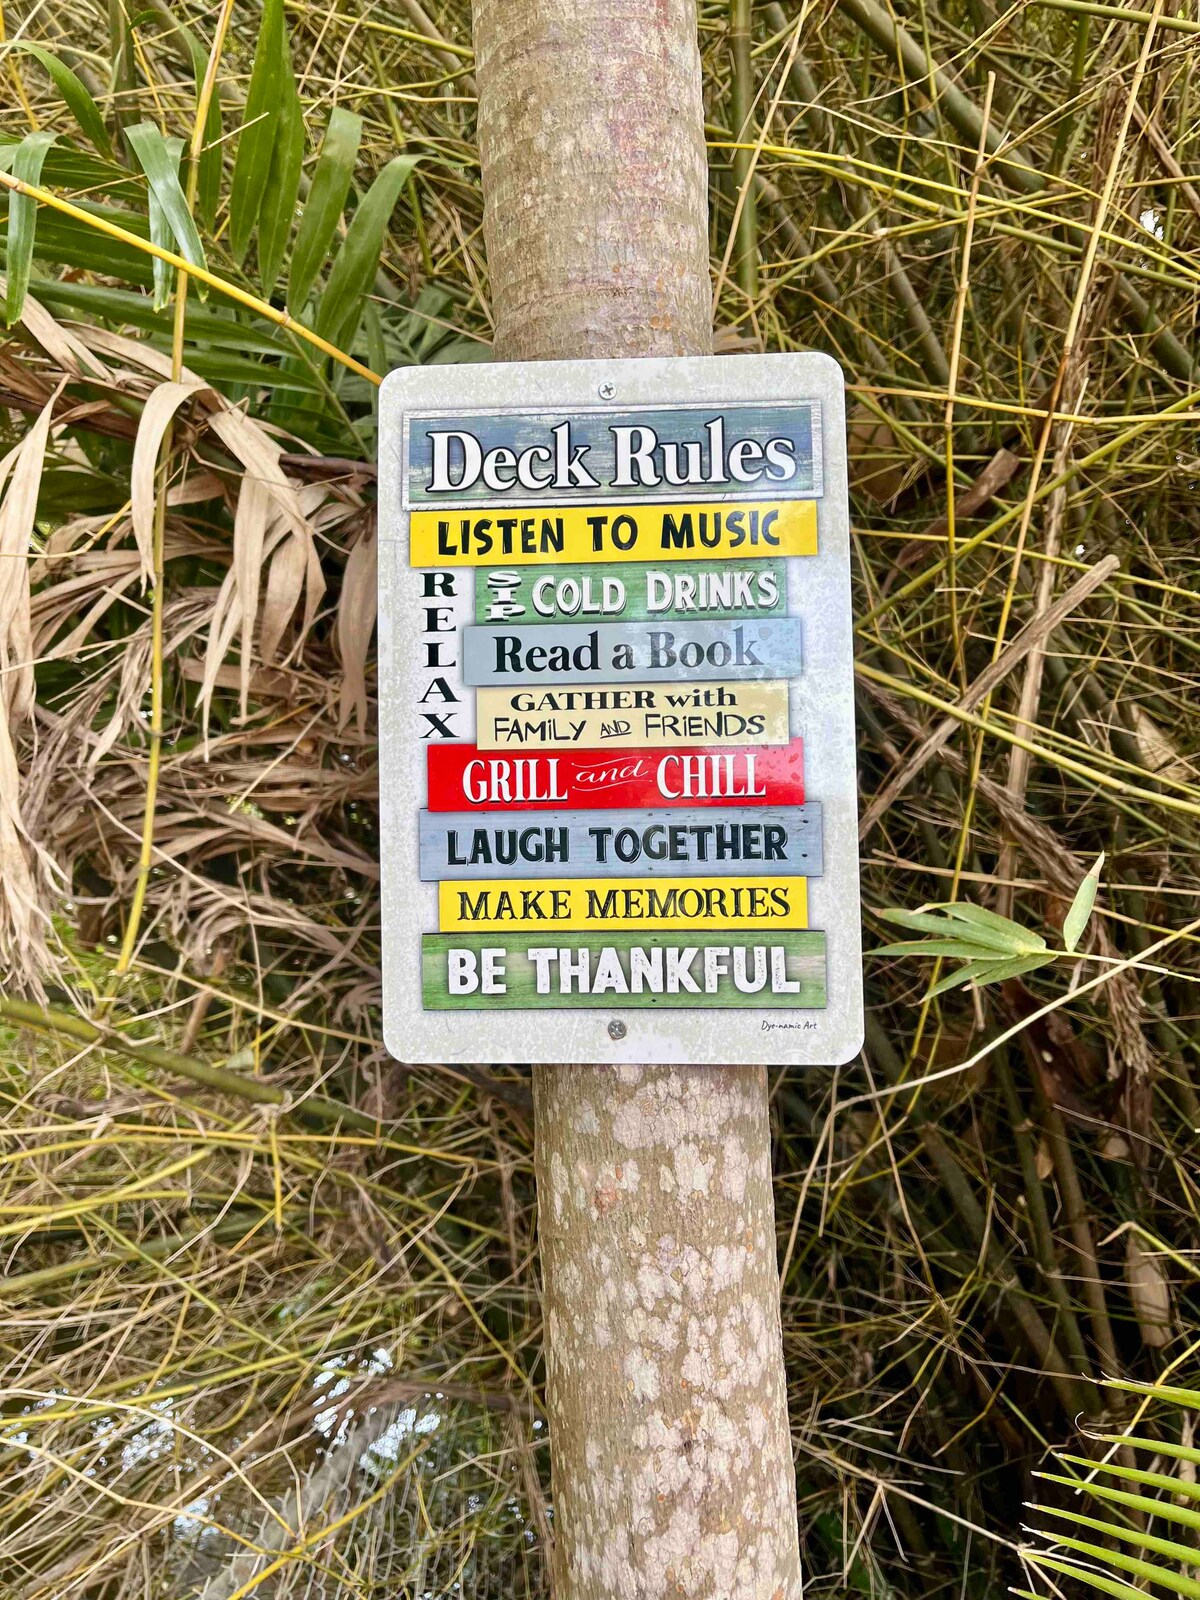 Deck Rules
LISTEN TO MUSIC
RELAX
SIP COLD DRINKS
Read a Book
GATHER with
FAMiLY AND FRiENDS
GRILL and CHILL
LAUGH TOGETHER
MAKE MEMORIES
BE THANKFUL
Dye-namic Art